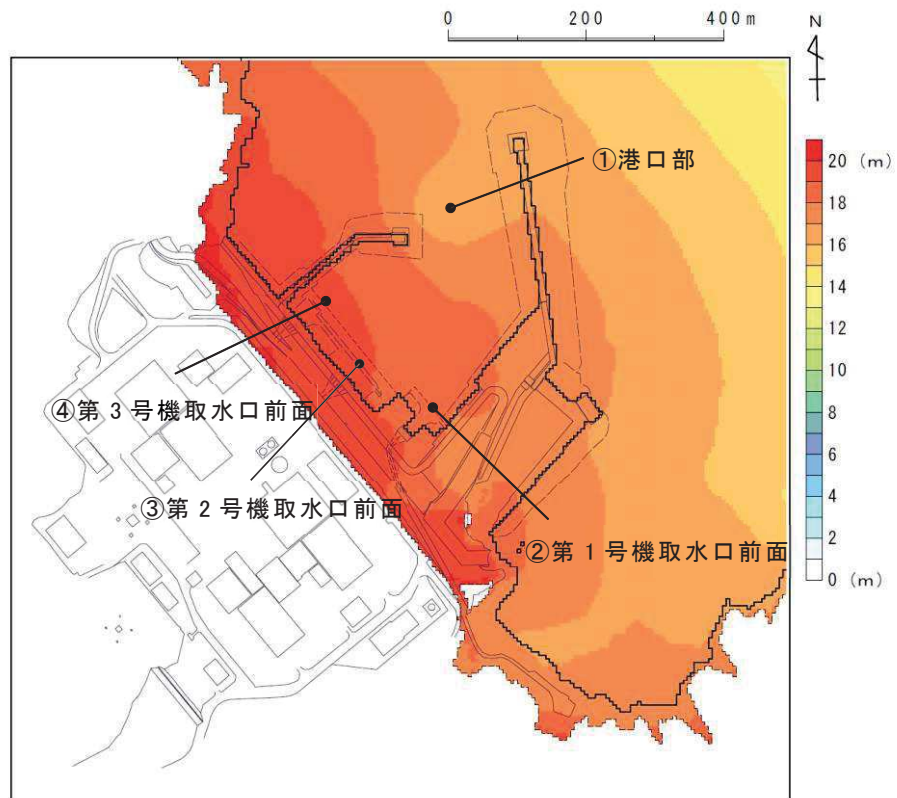 0 200 400m
N
①港口部
20 (m)
18
16
14
12
10
8
6
4
2
0 (m)
④第3号機取水口前面
③第2号機取水口前面
②第1号機取水口前面